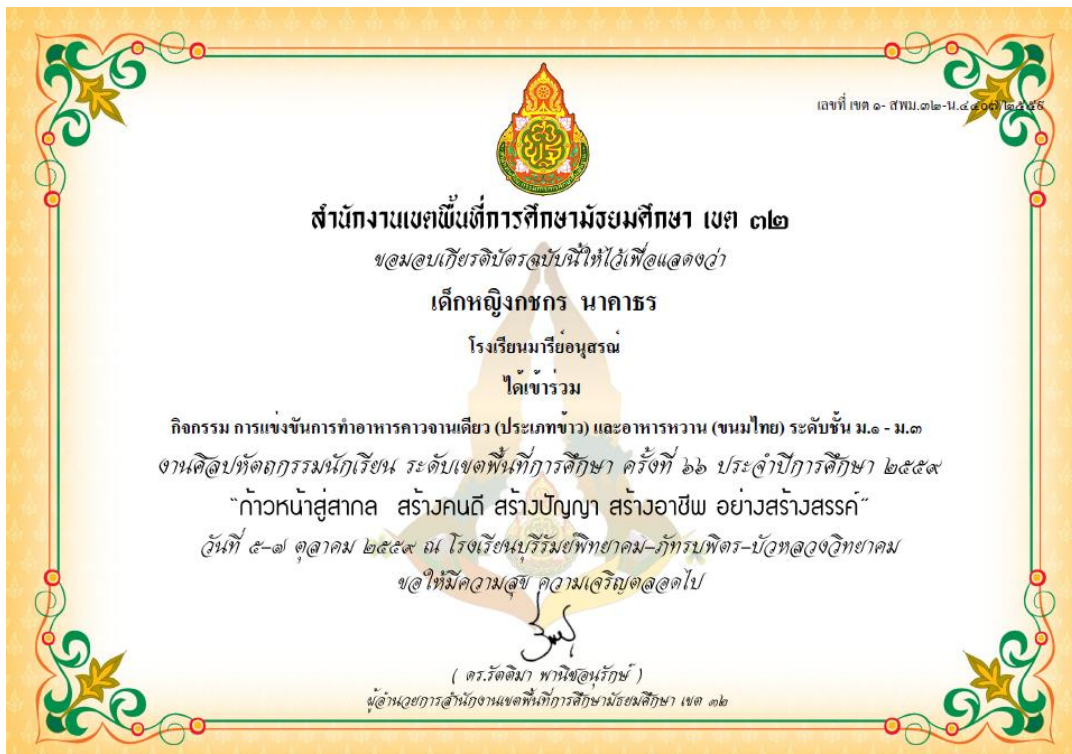 เลขที่ เขต ๑- สพม.๓๒-น.๔๔๐๗/๒๕๕๙
สำนักงานเขตพื้นที่การศึกษามัธยมศึกษา เขต ๓๒
ขอมอบเกียรติบัตรฉบับนี้ให้ไว้เพื่อแสดงว่า
เด็กหญิงกชกร นาคาธร
โรงเรียนมารีย์อนุสรณ์
ได้เข้าร่วม
กิจกรรม การแข่งขันการทำอาหารคาวจานเดียว (ประเภทข้าว) และอาหารหวาน (ขนมไทย) ระดับชั้น ม.๑ - ม.๓
งานศิลปหัตถกรรมนักเรียน ระดับเขตพื้นที่การศึกษา ครั้งที่ ๖๖ ประจำปีการศึกษา ๒๕๕๙
"ก้าวหน้าสู่สากล สร้างคนดี สร้างปัญญา สร้างอาชีพ อย่างสร้างสรรค์"
วันที่ ๕-๗ ตุลาคม ๒๕๕๙ ณ โรงเรียนบุรีรัมย์พิทยาคม-ภัทรบพิตร-บัวหลวงวิทยาคม
ขอให้มีความสุข ความเจริญตลอดไป
( ดร.รัตติมา พานิชอนุรักษ์ )
ผู้อำนวยการสำนักงานเขตพื้นที่การศึกษามัธยมศึกษา เขต ๓๒